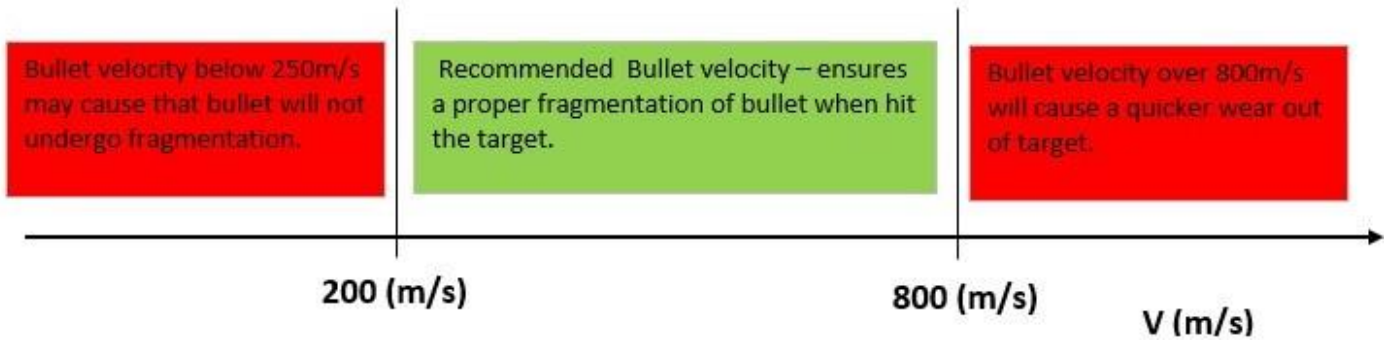 Bullet velocity below 250m/s
may cause that bullet will not
undergo fragmentation.
Recommended Bullet velocity – ensures
a proper fragmentation of bullet when hit
the target.
Bullet velocity over 800m/s
will cause a quicker wear out
of target.
200 (m/s)
800 (m/s)
V (m/s)